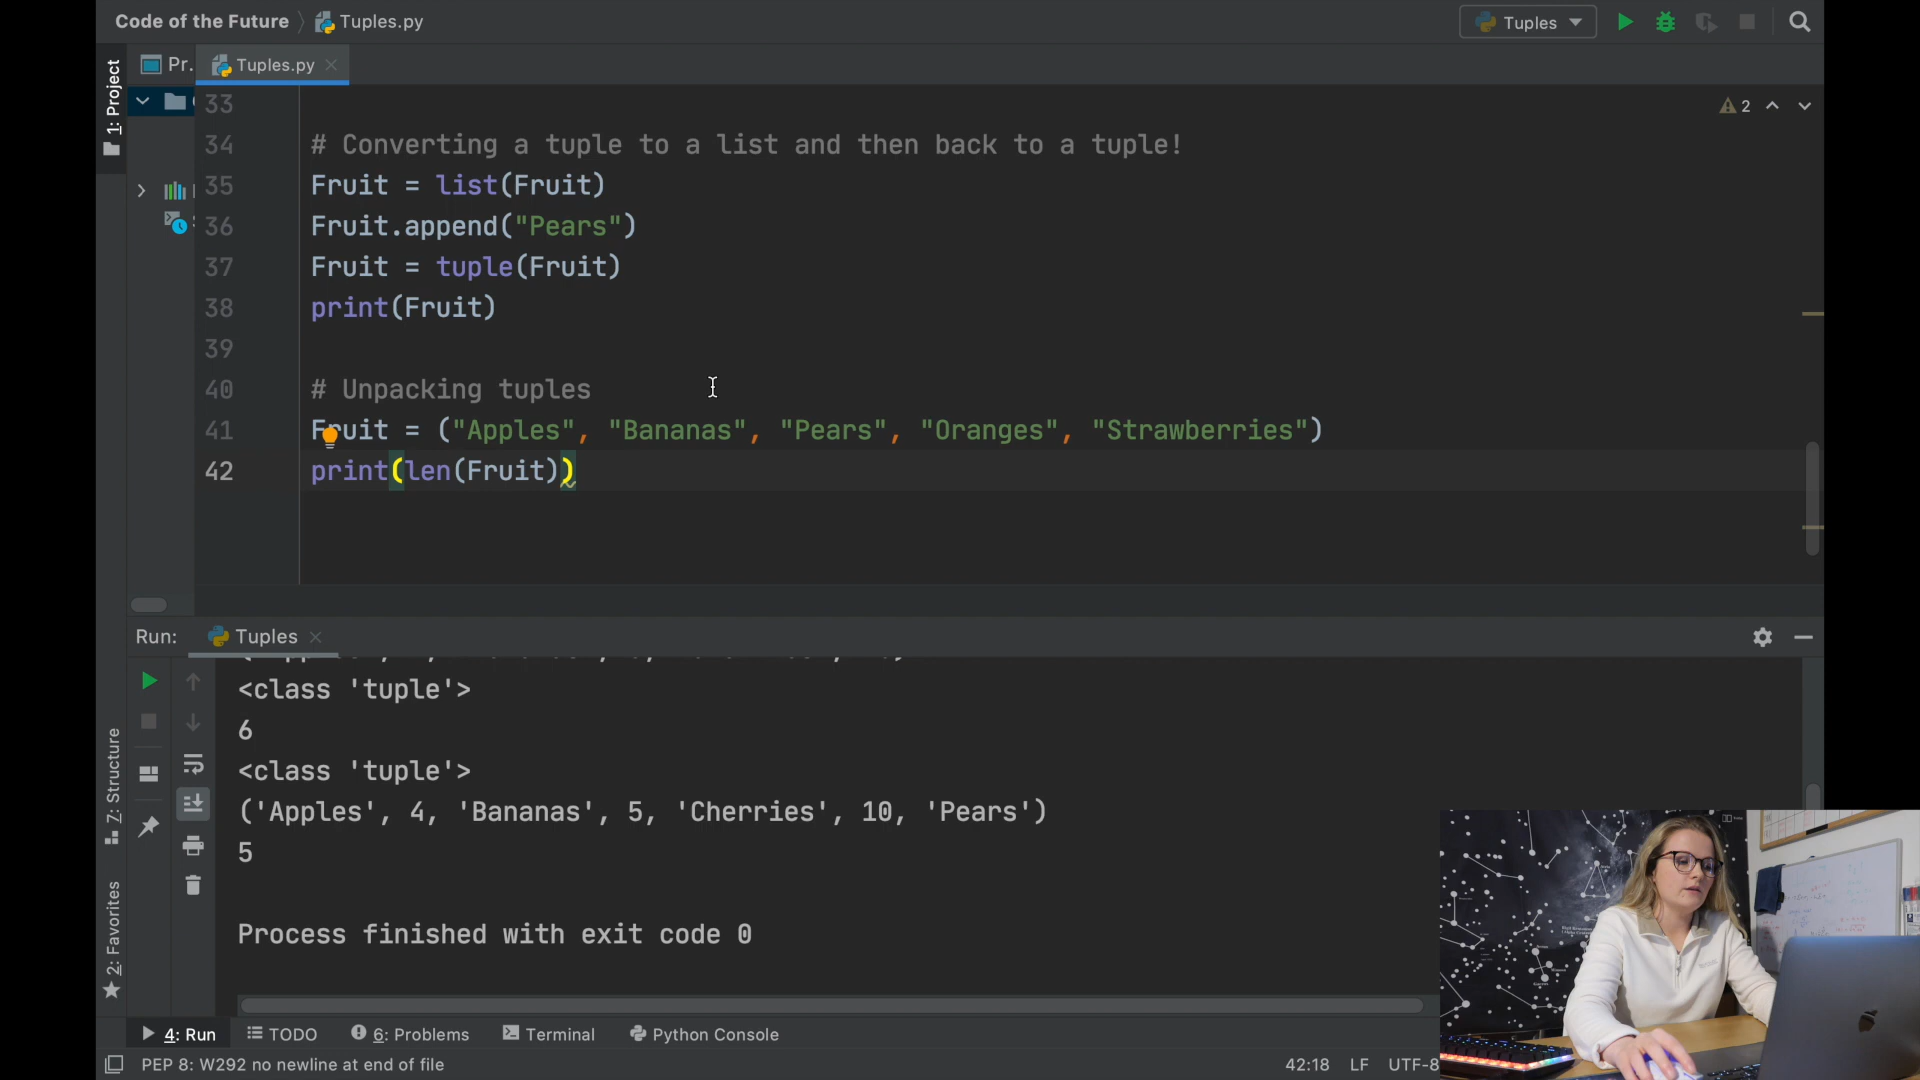 Code of the Future
Tuples.py
Tuples
1: Project
Pr.
Tuples.py
33
2
34 # Converting a tuple to a list and then back to a tuple!
35 Fruit = list(Fruit)
36 Fruit.append("Pears")
37 Fruit = tuple(Fruit)
38 print(Fruit)
39
40 # Unpacking tuples
41 Fruit = ("Apples", "Bananas", "Pears", "Oranges", "Strawberries")
42 print(len(Fruit))
Run:
Tuples
<class 'tuple'>
6
<class 'tuple'>
('Apples', 4, 'Bananas', 5, 'Cherries', 10, 'Pears')
5
Process finished with exit code 0
Z: Structure
2: Favorites
4: Run
TODO
6: Problems
Terminal
Python Console
PEP 8: W292 no newline at end of file
42:18
LF
UTF-8